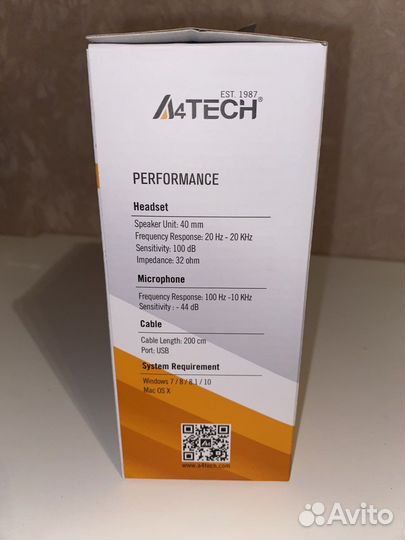 EST. 1987
A4TECH®
PERFORMANCE
Headset
Speaker Unit: 40 mm
Frequency Response: 20 Hz - 20 KHz
Sensitivity: 100 dB
Impedance: 32 ohm
Microphone
Frequency Response: 100 Hz -10 KHz
Sensitivity : - 44 dB
Cable
Cable Length: 200 cm
Port: USB
System Requirement
Windows 7 / 8 / 8.1 / 10
Mac OS X
www.a4tech.com
Avito